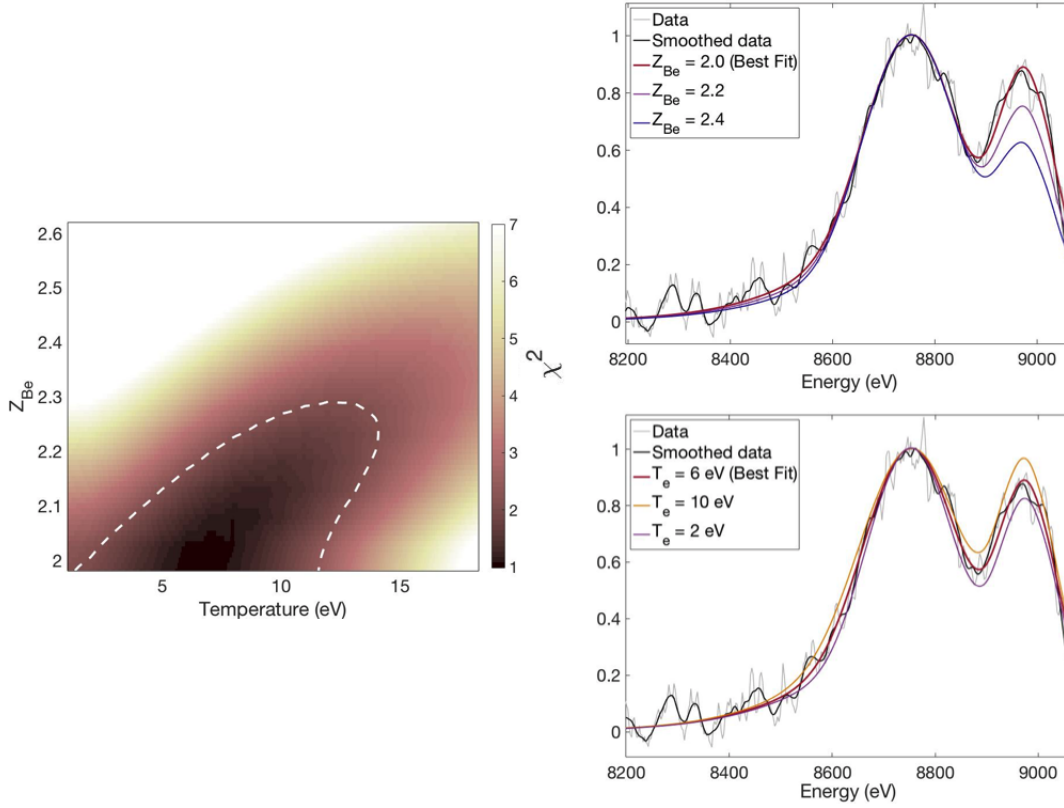 2.6
2.5
2.4
2.3
2.2
2.1
2
Z_Be
5
10
15
Temperature (eV)
7
6
5
4
3
2
1
χ²
Data
Smoothed data
Z_Be = 2.0 (Best Fit)
Z_Be = 2.2
Z_Be = 2.4
1
0.8
0.6
0.4
0.2
0
8200
8400
8600
8800
9000
Energy (eV)
Data
Smoothed data
T_e = 6 eV (Best Fit)
T_e = 10 eV
T_e = 2 eV
1
0.8
0.6
0.4
0.2
0
8200
8400
8600
8800
9000
Energy (eV)